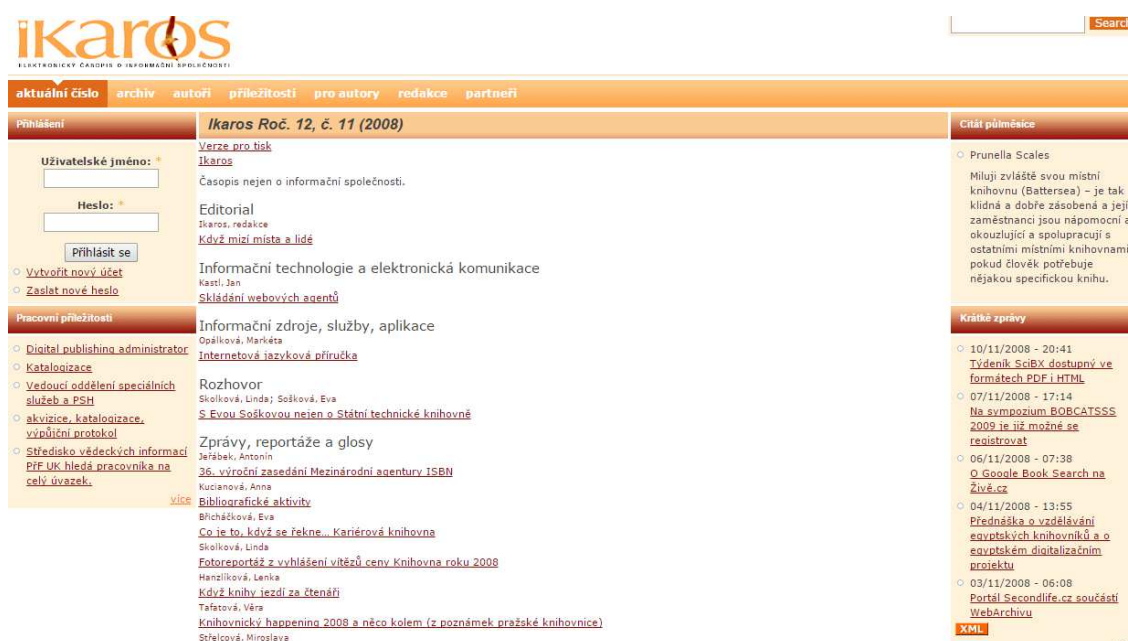 ikaros
ELEKTRONICKÝ ČASOPIS O INFORMAČNÍ SPOLEČNOSTI
Search
aktuální číslo archiv autoři příležitosti pro autory redakce partneři
Přihlášení
Uživatelské jméno: *
Heslo: *
Přihlásit se
Vytvořit nový účet
Zaslat nové heslo
Pracovní příležitosti
Digital publishing administrator
Katalogizace
Vedoucí oddělení speciálních
služeb a PSH
akvizice, katalogizace,
výpůjční protokol
Středisko vědeckých informací
PřF UK hledá pracovníka na
celý úvazek.
více
Ikaros Roč. 12, č. 11 (2008)
Verze pro tisk
Ikaros
Časopis nejen o informační společnosti.
Editorial
Ikaros, redakce
Když mizí místa a lidé
Informační technologie a elektronická komunikace
Kastl, Jan
Skládání webových agentů
Informační zdroje, služby, aplikace
Opálková, Markéta
Internetová jazyková příručka
Rozhovor
Skolková, Linda; Sošková, Eva
S Evou Soškovou nejen o Státní technické knihovně
Zprávy, reportáže a glosy
Jeřábek, Antonín
36. výroční zasedání Mezinárodní agentury ISBN
Kucianová, Anna
Bibliografické aktivity
Břicháčková, Eva
Co je to, když se řekne... Kariérová knihovna
Skolková, Linda
Fotoreportáž z vyhlášení vítězů ceny Knihovna roku 2008
Hanzlíková, Lenka
Když knihy jezdí za čtenáři
Tafatová, Věra
Knihovnický happening 2008 a něco kolem (z poznámek pražské knihovnice)
Střelcová, Miroslava
Citát půlměsíce
Prunella Scales
Miluji zvláště svou místní
knihovnu (Battersea) – je tak
klidná a dobře zásobená a její
zaměstnanci jsou nápomocní a
okouzlující a spolupracují s
ostatními místními knihovnami,
pokud člověk potřebuje
nějakou specifickou knihu.
Krátké zprávy
10/11/2008 - 20:41
Týdeník SciBX dostupný ve
formátech PDF i HTML
07/11/2008 - 17:14
Na sympozium BOBCATSSS
2009 je již možné se
registrovat
06/11/2008 - 07:38
O Google Book Search na
Živě.cz
04/11/2008 - 13:55
Přednáška o vzdělávání
egyptských knihovníků a o
egyptském digitalizačním
projektu
03/11/2008 - 06:08
Portál Secondlife.cz součástí
WebArchivu
XML